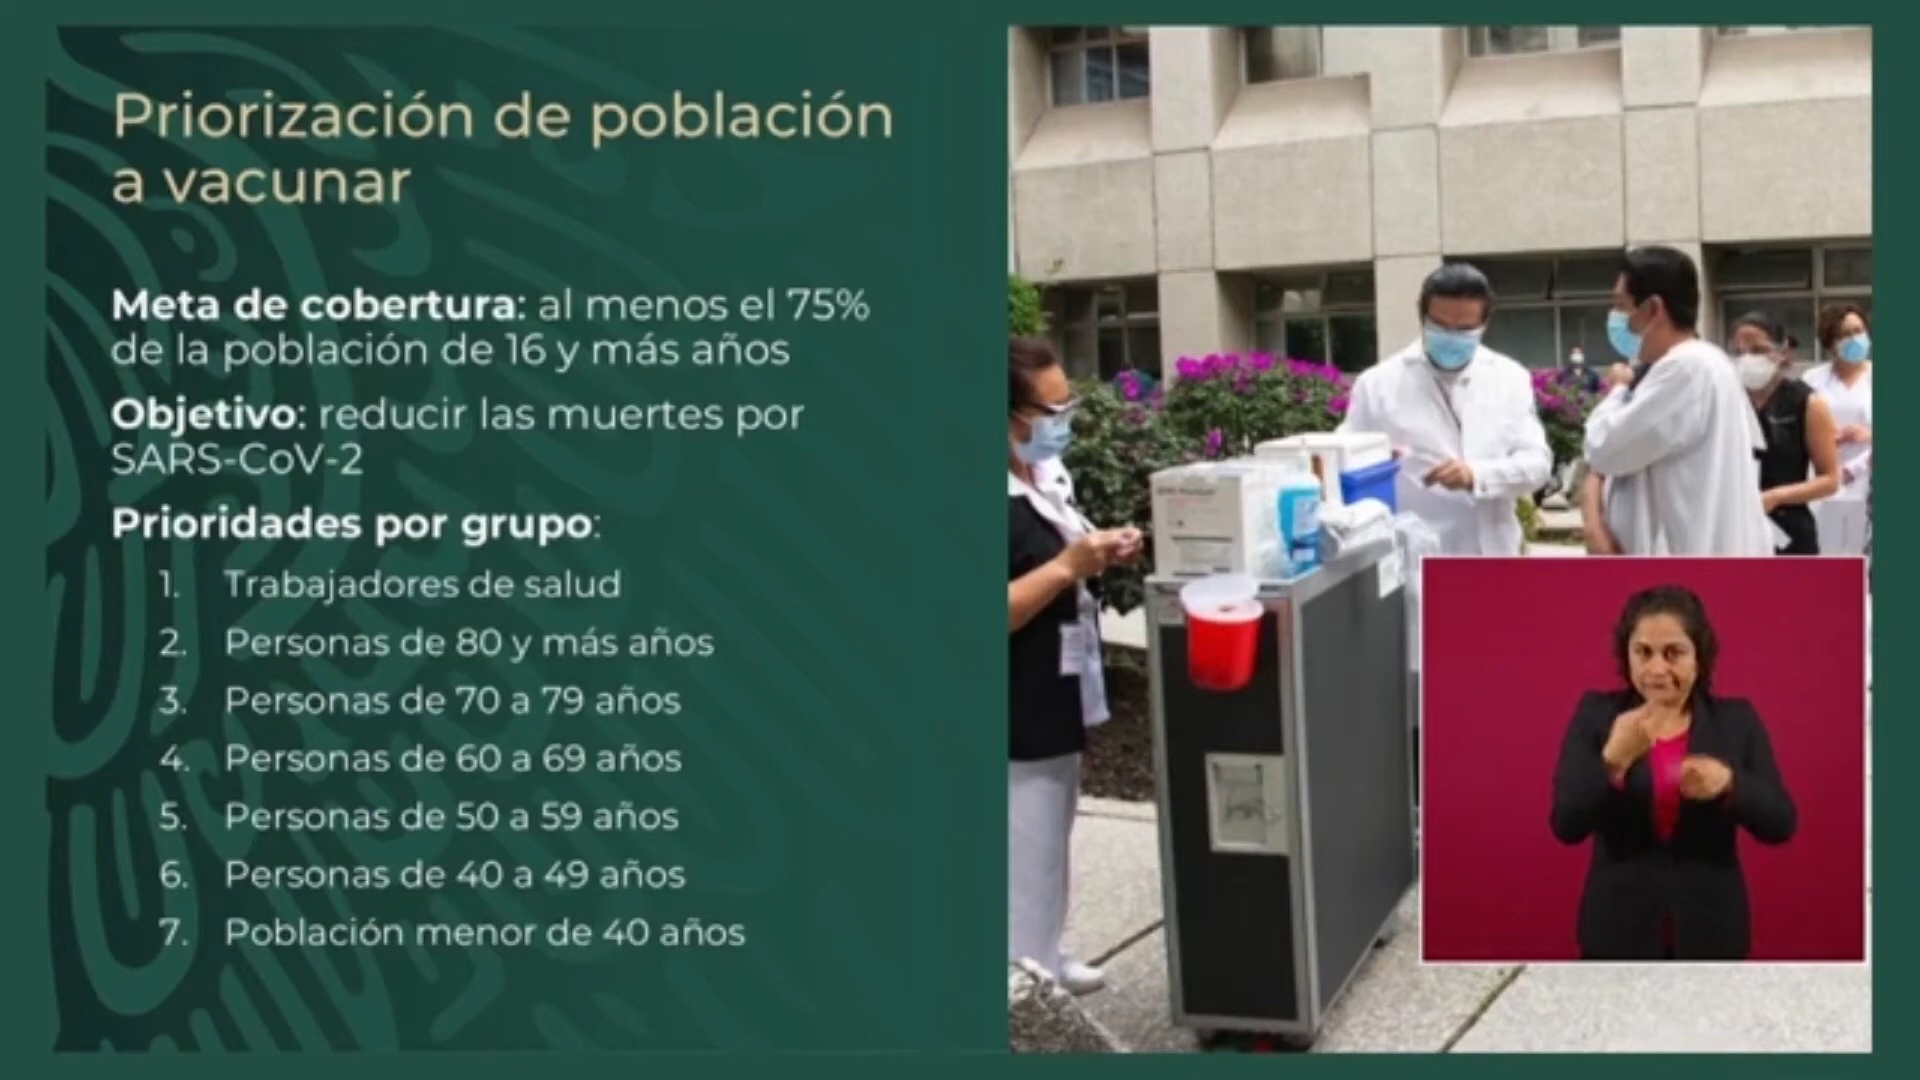 Priorización de población
a vacunar
Meta de cobertura: al menos el 75%
de la población de 16 y más años
Objetivo: reducir las muertes por
SARS-CoV-2
Prioridades por grupo:
1. Trabajadores de salud
2. Personas de 80 y más años
3. Personas de 70 a 79 años
4. Personas de 60 a 69 años
5. Personas de 50 a 59 años
6. Personas de 40 a 49 años
7. Población menor de 40 años